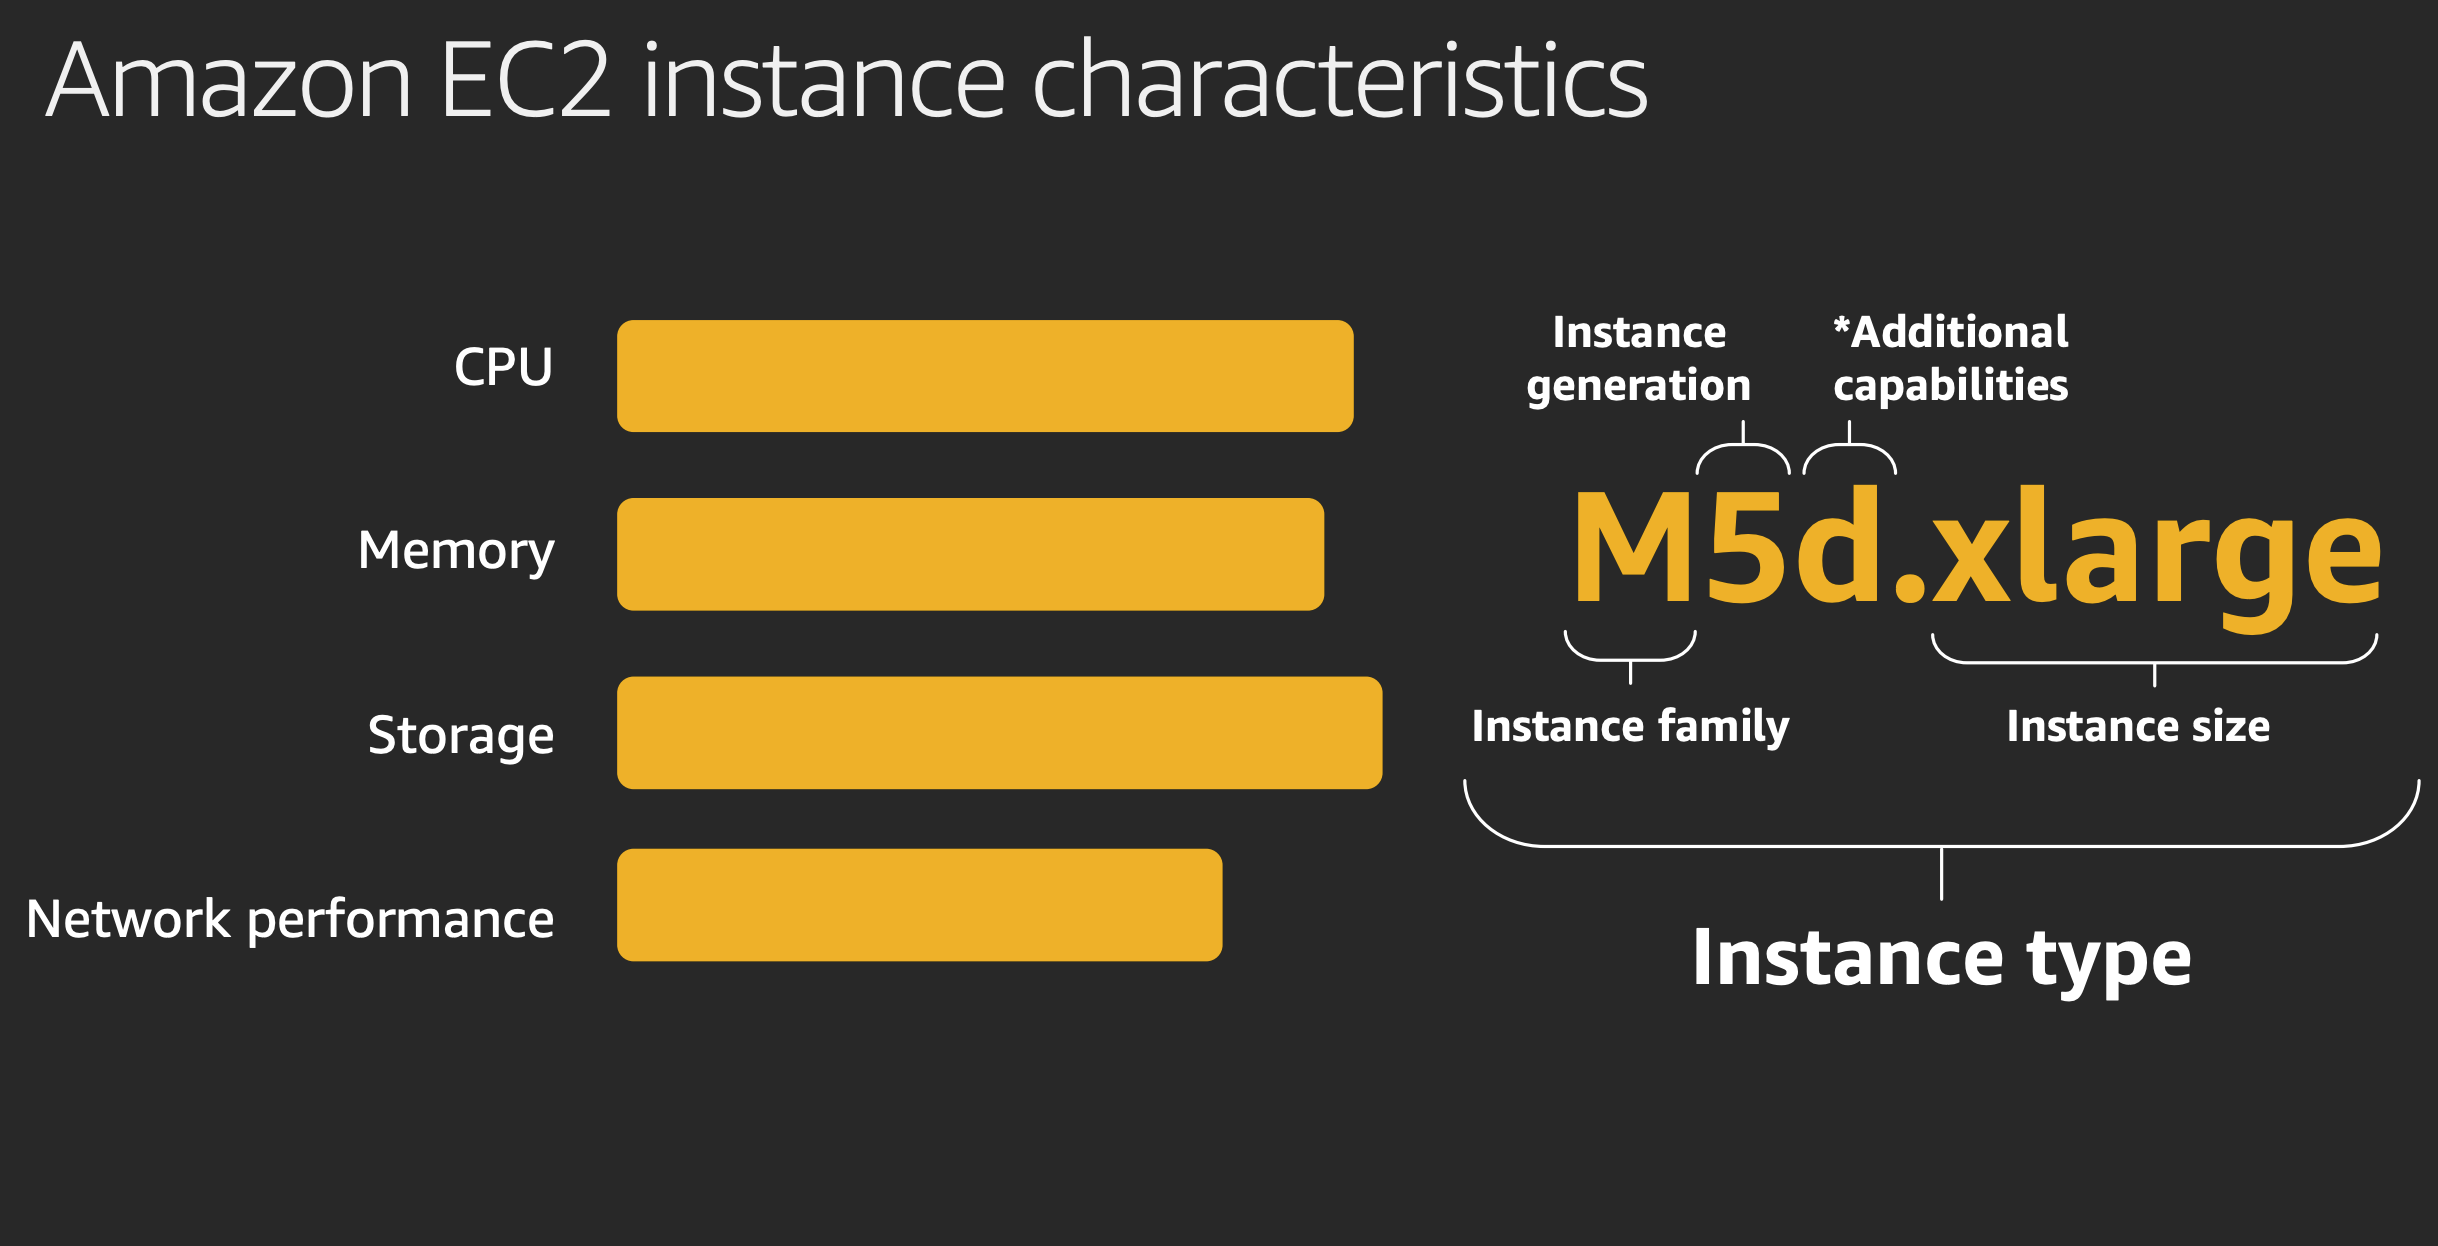 Amazon EC2 instance characteristics
CPU
Memory
Storage
Network performance
Instance
generation
*Additional
capabilities
M5d.xlarge
Instance family
Instance size
Instance type